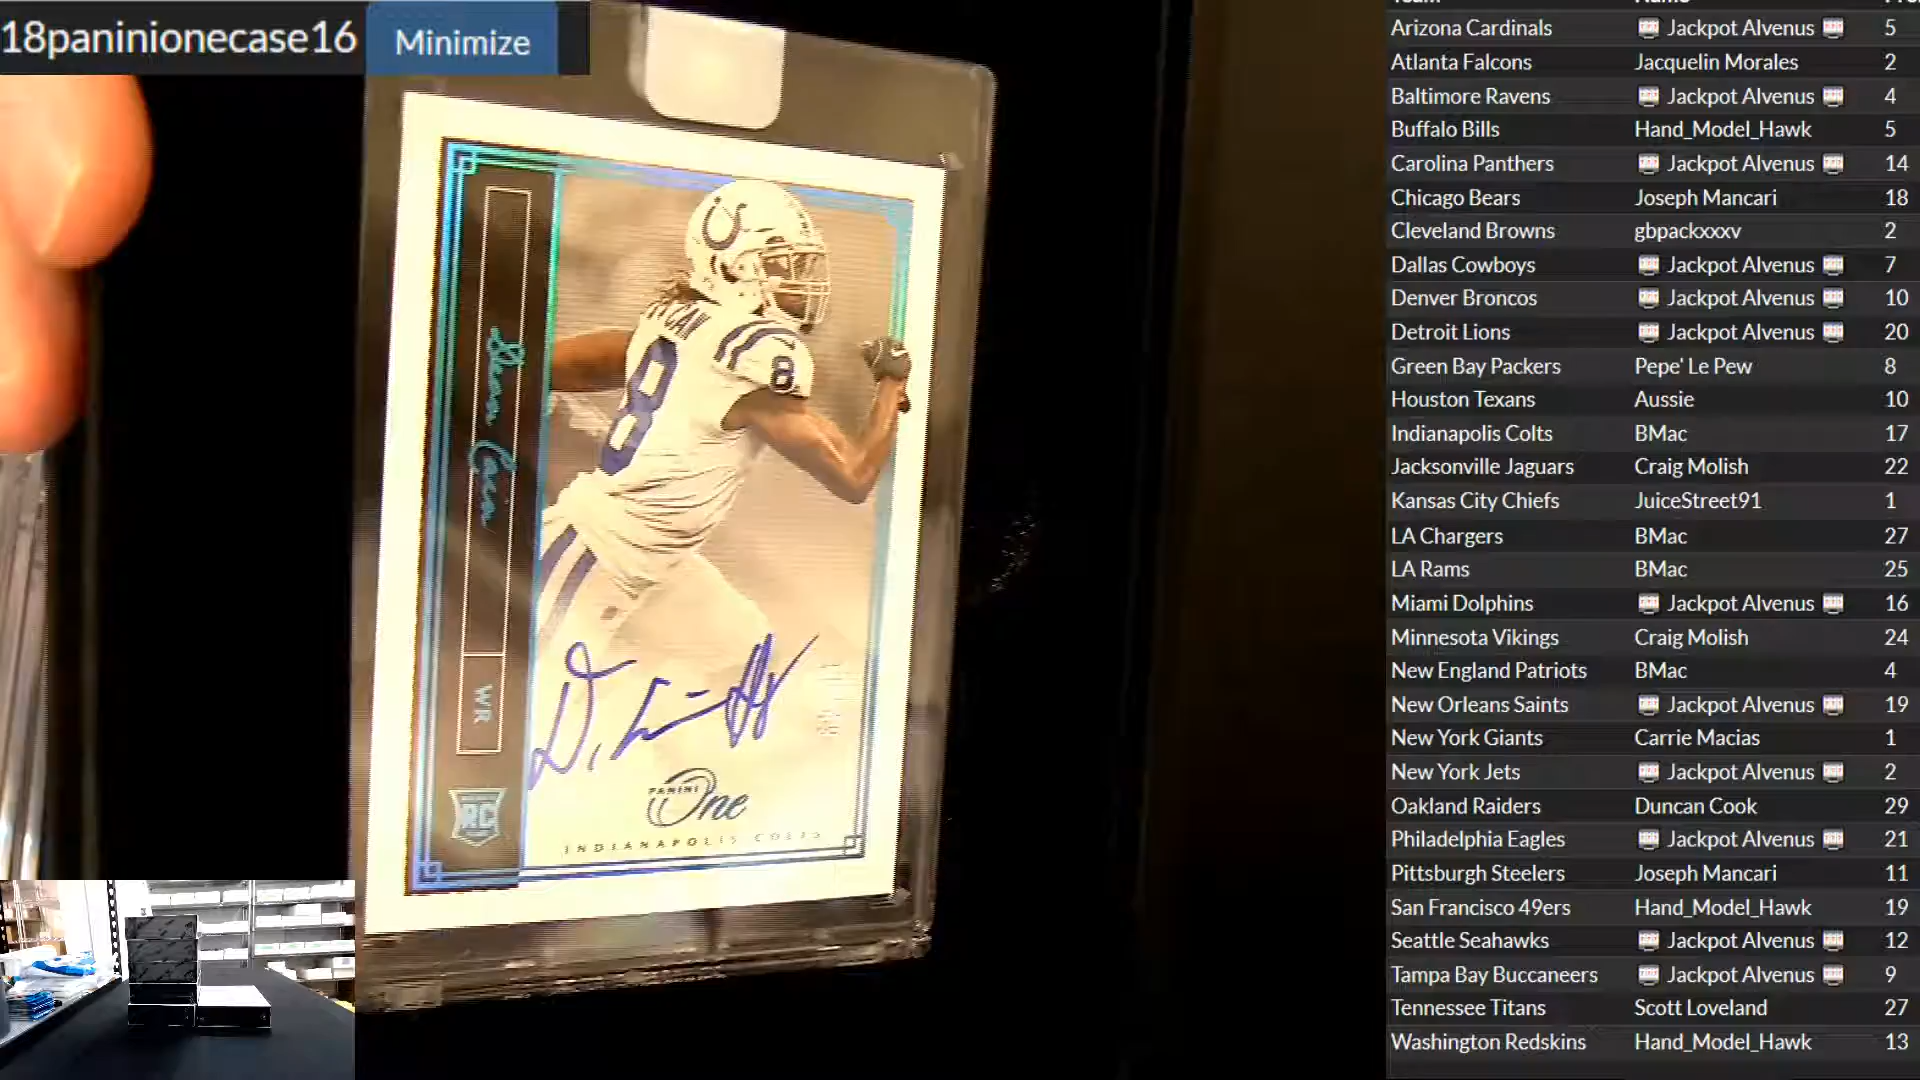 18paninionecase16
Minimize
8
8
Deon Cain
WR
RC
PANINI
One
INDIANAPOLIS COLTS
Arizona Cardinals Jackpot Alvenus 5
Atlanta Falcons Jacquelin Morales 2
Baltimore Ravens Jackpot Alvenus 4
Buffalo Bills Hand_Model_Hawk 5
Carolina Panthers Jackpot Alvenus 14
Chicago Bears Joseph Mancari 18
Cleveland Browns gbpackxxxv 2
Dallas Cowboys Jackpot Alvenus 7
Denver Broncos Jackpot Alvenus 10
Detroit Lions Jackpot Alvenus 20
Green Bay Packers Pepe' Le Pew 8
Houston Texans Aussie 10
Indianapolis Colts BMac 17
Jacksonville Jaguars Craig Molish 22
Kansas City Chiefs JuiceStreet91 1
LA Chargers BMac 27
LA Rams BMac 25
Miami Dolphins Jackpot Alvenus 16
Minnesota Vikings Craig Molish 24
New England Patriots BMac 4
New Orleans Saints Jackpot Alvenus 19
New York Giants Carrie Macias 1
New York Jets Jackpot Alvenus 2
Oakland Raiders Duncan Cook 29
Philadelphia Eagles Jackpot Alvenus 21
Pittsburgh Steelers Joseph Mancari 11
San Francisco 49ers Hand_Model_Hawk 19
Seattle Seahawks Jackpot Alvenus 12
Tampa Bay Buccaneers Jackpot Alvenus 9
Tennessee Titans Scott Loveland 27
Washington Redskins Hand_Model_Hawk 13